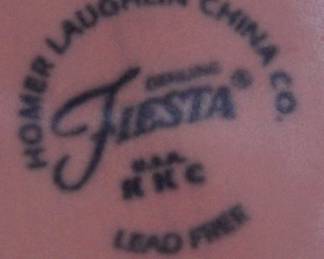 HOMER LAUGHLIN CHINA CO.
GENUINE
FIESTA®
U.S.A.
K K C
LEAD FREE